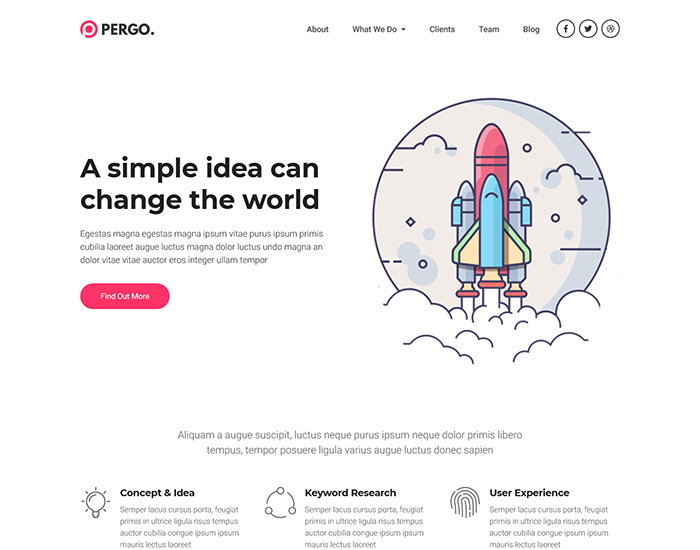 PERGO.
About What We Do Clients Team Blog
A simple idea can
change the world
Egestas magna egestas magna ipsum vitae purus ipsum primis
cubilia laoreet augue luctus magna dolor luctus undo magna an
dolor vitae vitae auctor eros integer ullam tempor
Find Out More
Aliquam a augue suscipit, luctus neque purus ipsum neque dolor primis libero
tempus, tempor posuere ligula varius augue luctus donec sapien
Concept & Idea
Semper lacus cursus porta, feugiat
primis in ultrice ligula risus tempus
auctor cubilia congue ipsum ipsum
mauris lectus laoreet
Keyword Research
Semper lacus cursus porta, feugiat
primis in ultrice ligula risus tempus
auctor cubilia congue ipsum ipsum
mauris lectus laoreet
User Experience
Semper lacus cursus porta, feugiat
primis in ultrice ligula risus tempus
auctor cubilia congue ipsum ipsum
mauris lectus laoreet